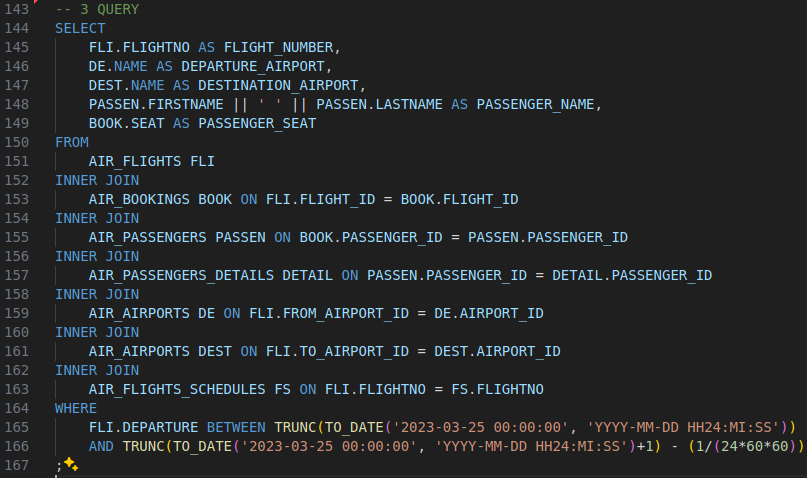 143 -- 3 QUERY
144 SELECT
145 FLI.FLIGHTNO AS FLIGHT_NUMBER,
146 DE.NAME AS DEPARTURE_AIRPORT,
147 DEST.NAME AS DESTINATION_AIRPORT,
148 PASSEN.FIRSTNAME || ' ' || PASSEN.LASTNAME AS PASSENGER_NAME,
149 BOOK.SEAT AS PASSENGER_SEAT
150 FROM
151 AIR_FLIGHTS FLI
152 INNER JOIN
153 AIR_BOOKINGS BOOK ON FLI.FLIGHT_ID = BOOK.FLIGHT_ID
154 INNER JOIN
155 AIR_PASSENGERS PASSEN ON BOOK.PASSENGER_ID = PASSEN.PASSENGER_ID
156 INNER JOIN
157 AIR_PASSENGERS_DETAILS DETAIL ON PASSEN.PASSENGER_ID = DETAIL.PASSENGER_ID
158 INNER JOIN
159 AIR_AIRPORTS DE ON FLI.FROM_AIRPORT_ID = DE.AIRPORT_ID
160 INNER JOIN
161 AIR_AIRPORTS DEST ON FLI.TO_AIRPORT_ID = DEST.AIRPORT_ID
162 INNER JOIN
163 AIR_FLIGHTS_SCHEDULES FS ON FLI.FLIGHTNO = FS.FLIGHTNO
164 WHERE
165 FLI.DEPARTURE BETWEEN TRUNC(TO_DATE('2023-03-25 00:00:00', 'YYYY-MM-DD HH24:MI:SS'))
166 AND TRUNC(TO_DATE('2023-03-25 00:00:00', 'YYYY-MM-DD HH24:MI:SS')+1) - (1/(24*60*60))
167 ;